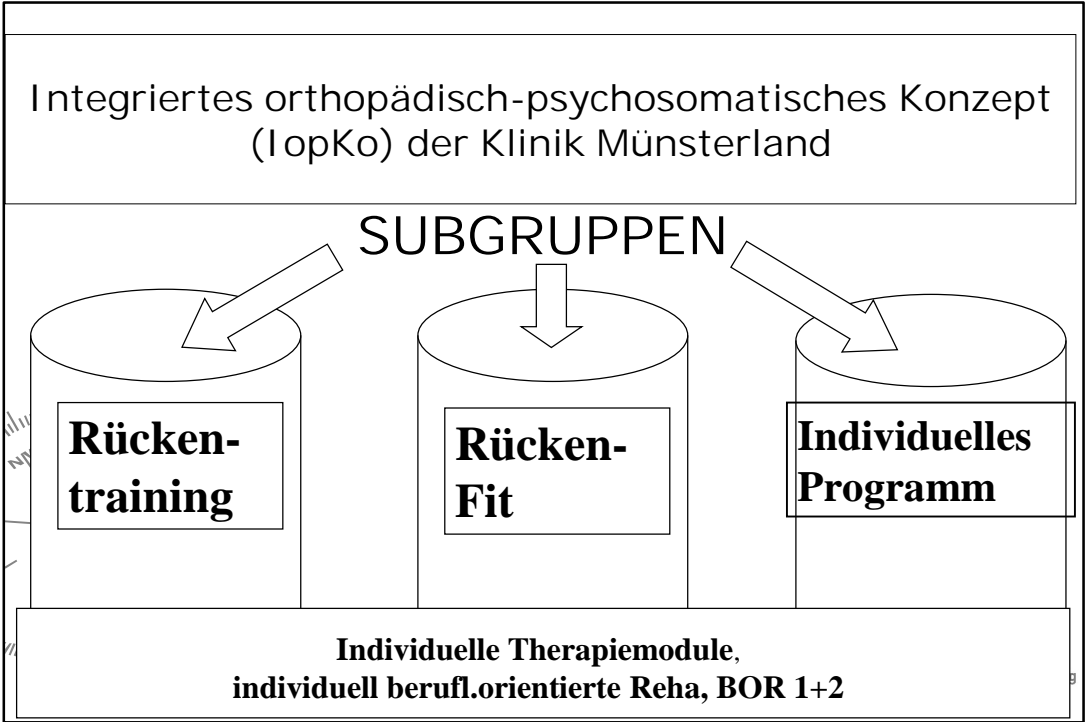 Integriertes orthopädisch-psychosomatisches Konzept
(IopKo) der Klinik Münsterland
SUBGRUPPEN
Rücken-
training
Rücken-
Fit
Individuelles
Programm
Individuelle Therapiemodule,
individuell berufl.orientierte Reha, BOR 1+2